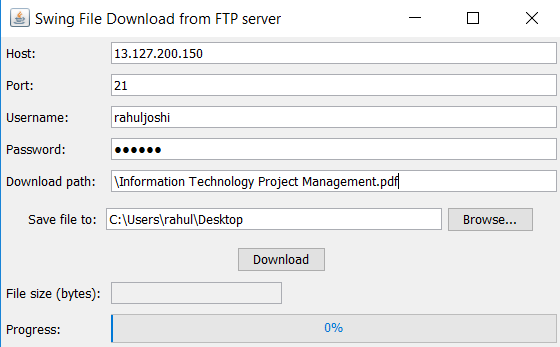 Swing File Download from FTP server
Host: 13.127.200.150
Port: 21
Username: rahuljoshi
Password: ●●●●●●
Download path: \Information Technology Project Management.pdf
Save file to: C:\Users\rahul\Desktop Browse...
Download
File size (bytes):
Progress: 0%